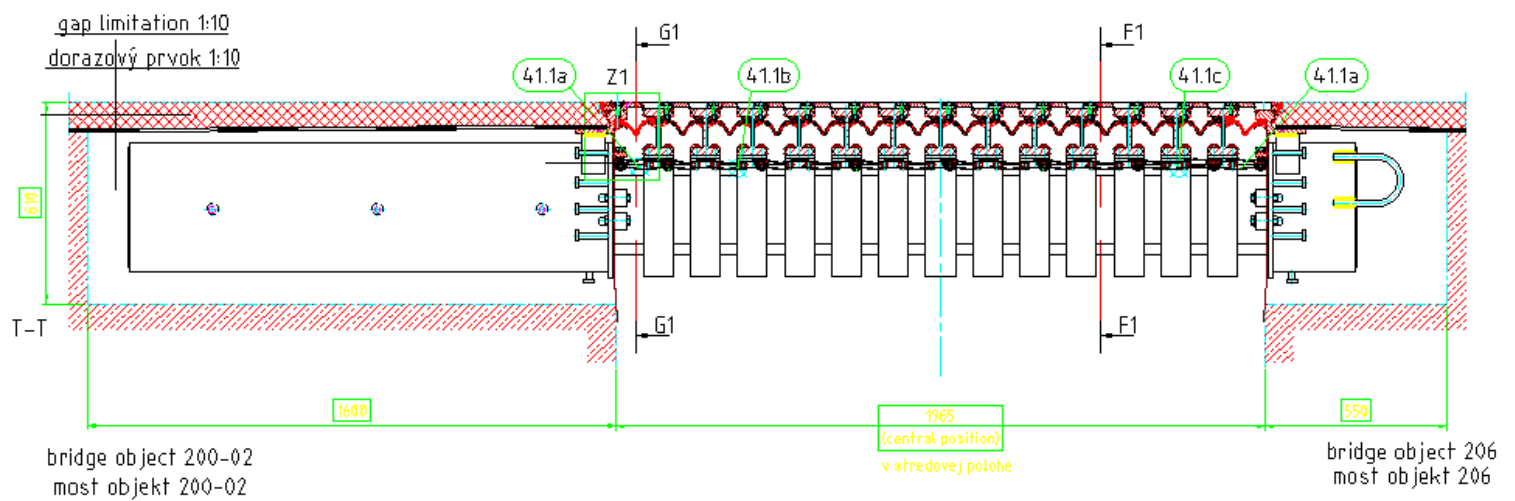 gap limitation 1:10
dorazový prvok 1:10
G1
F1
41.1a
Z1
41.1b
41.1c
41.1a
610
T-T
G1
F1
1600
1965
(central position)
v stredovej polohe
550
bridge object 200-02
most objekt 200-02
bridge object 206
most objekt 206